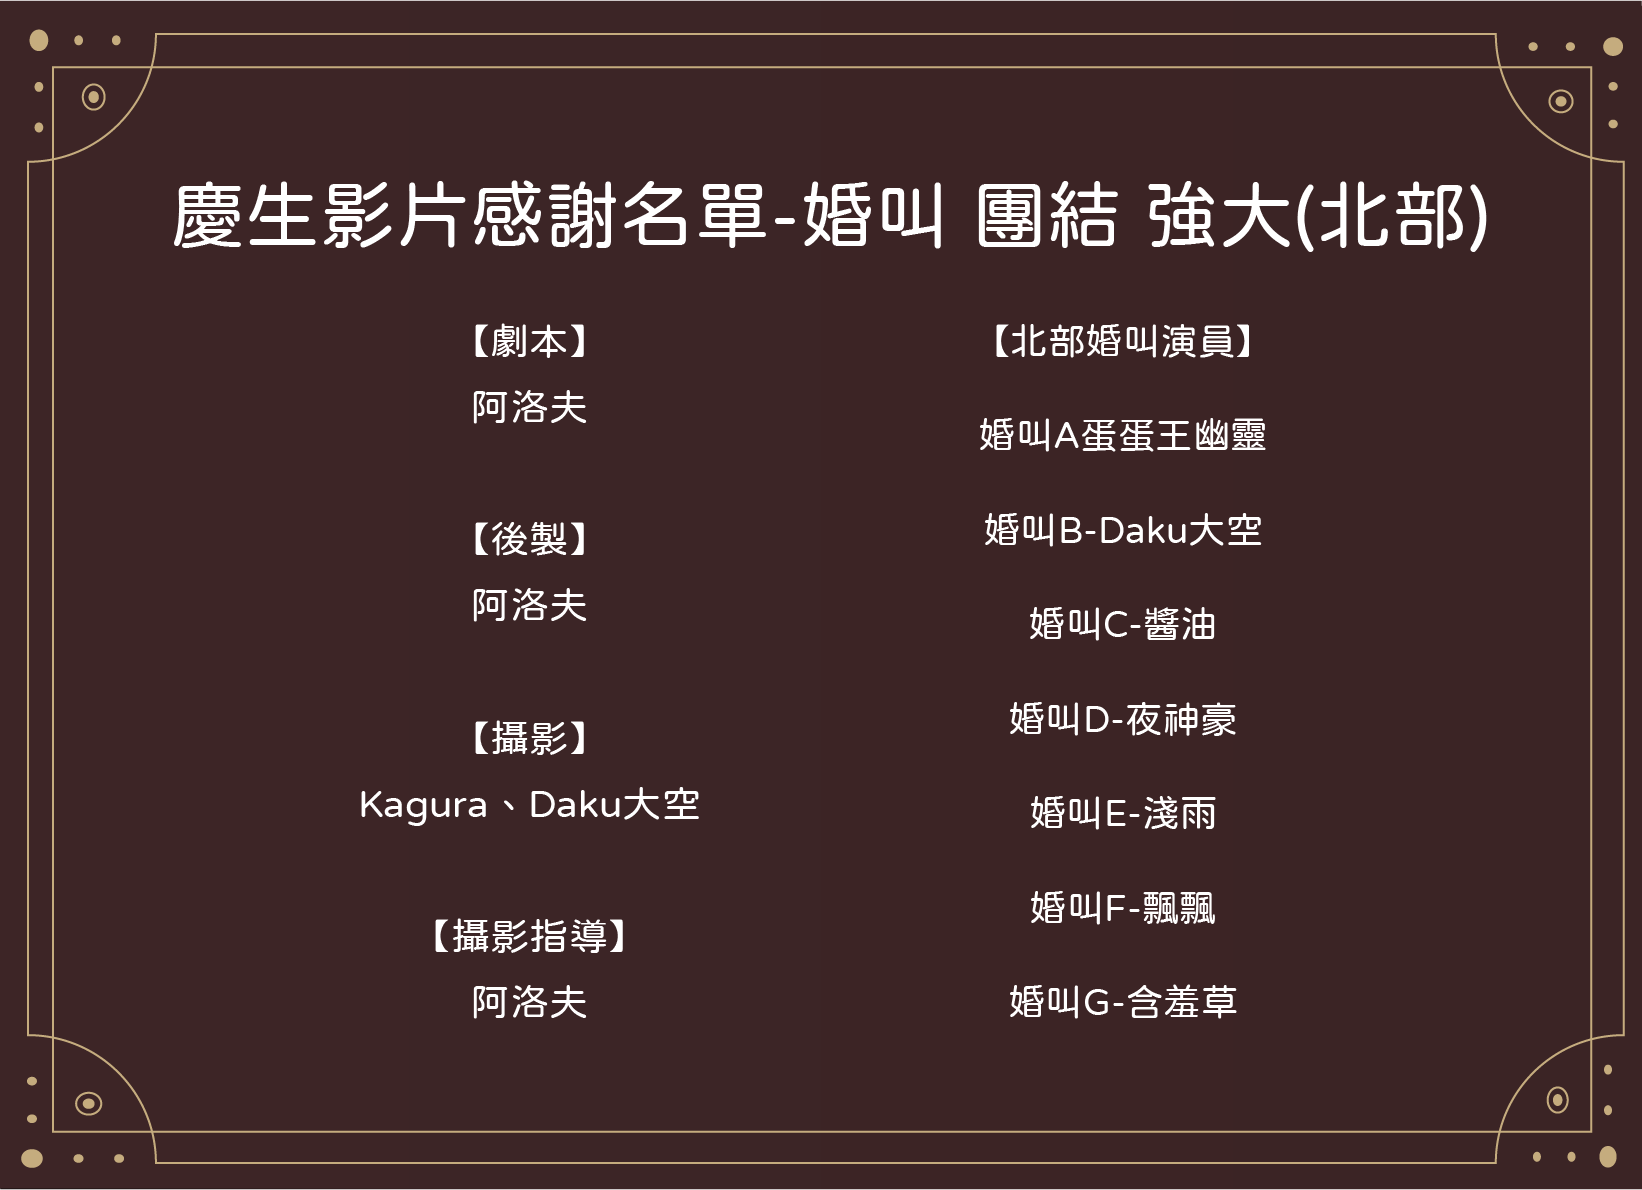 慶生影片感謝名單-婚叫 團結 強大(北部)
【劇本】
阿洛夫
【後製】
阿洛夫
【攝影】
Kagura、Daku大空
【攝影指導】
阿洛夫
【北部婚叫演員】
婚叫A蛋蛋王幽靈
婚叫B-Daku大空
婚叫C-醬油
婚叫D-夜神豪
婚叫E-淺雨
婚叫F-飄飄
婚叫G-含羞草